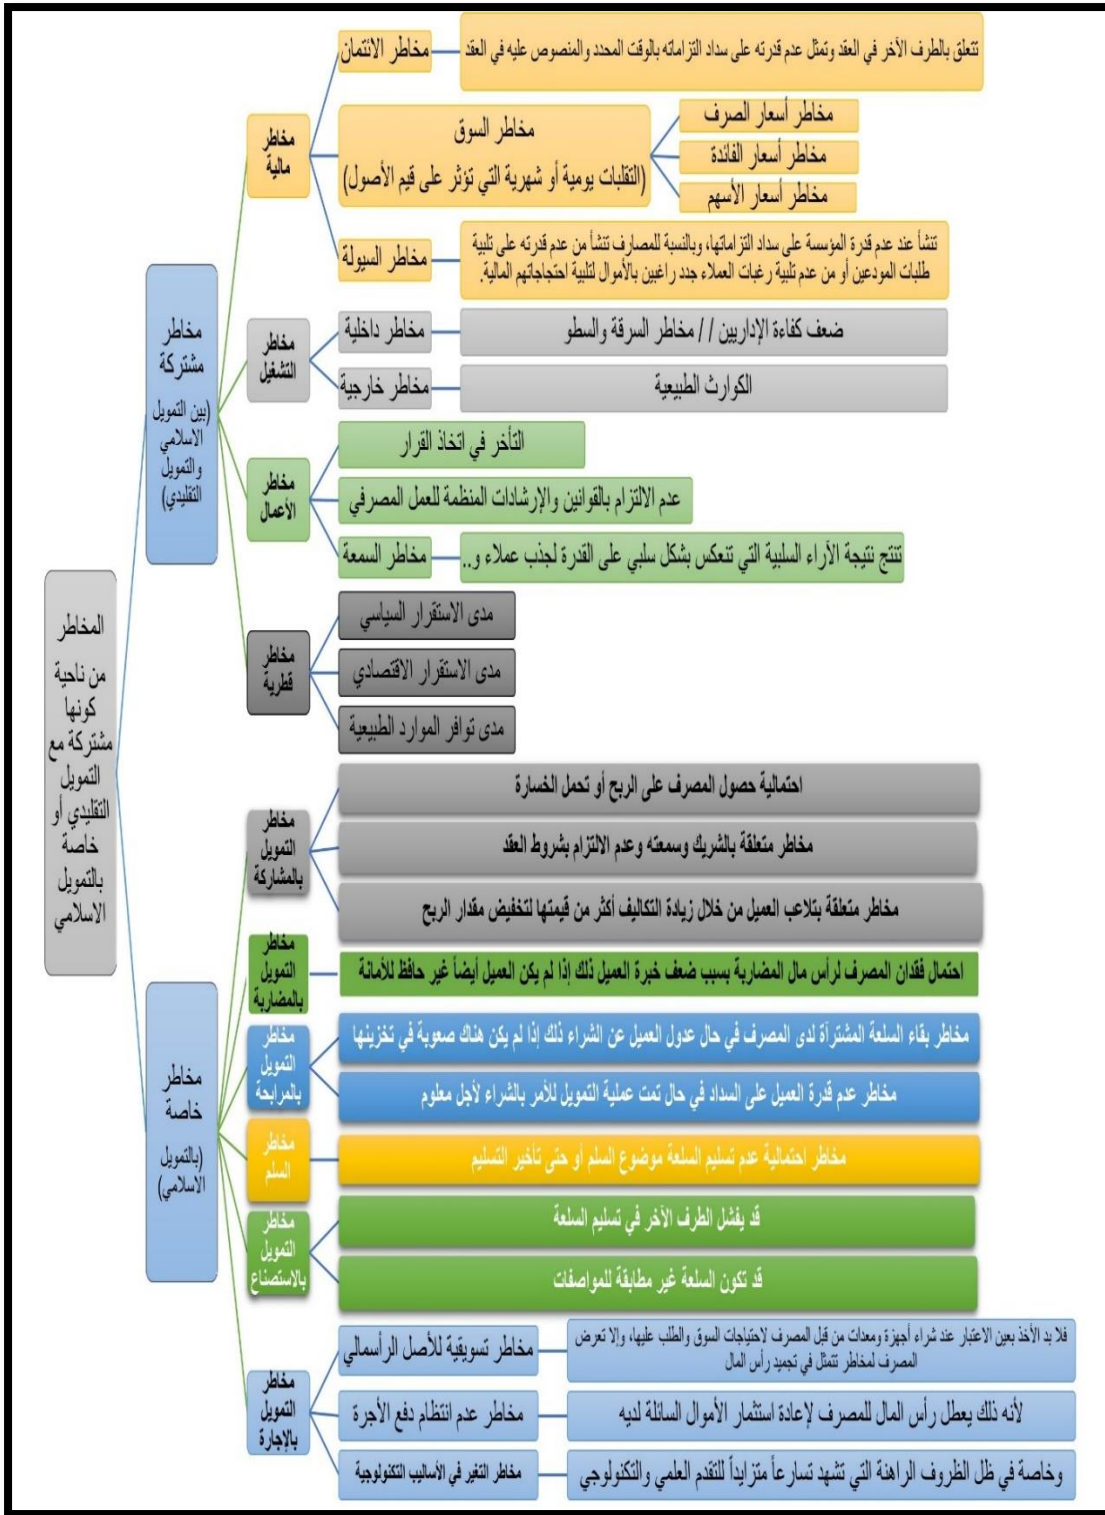 المخاطر
من ناحية
كونها
مشتركة مع
التمويل
التقليدي أو
خاصة
بالتمويل
الاسلامي
مخاطر
مشتركة
(بين التمويل
الاسلامي
والتمويل
التقليدي)
مخاطر
مالية
مخاطر الائتمان
تتعلق بالطرف الآخر في العقد وتمثل عدم قدرته على سداد التزاماته بالوقت المحدد والمنصوص عليه في العقد
مخاطر السوق
(التقلبات يومية أو شهرية التي تؤثر على قيم الأصول)
مخاطر أسعار الصرف
مخاطر أسعار الفائدة
مخاطر أسعار الأسهم
مخاطر السيولة
تنشأ عند عدم قدرة المؤسسة على سداد التزاماتها، وبالنسبة للمصارف تنشأ من عدم قدرته على تلبية
طلبات المودعين أو من عدم تلبية رغبات العملاء جدد راغبين بالأموال لتلبية احتجاجاتهم المالية.
مخاطر
التشغيل
مخاطر داخلية
ضعف كفاءة الإداريين // مخاطر السرقة والسطو
مخاطر خارجية
الكوارث الطبيعية
مخاطر
الأعمال
التأخر في اتخاذ القرار
عدم الالتزام بالقوانين والإرشادات المنظمة للعمل المصرفي
مخاطر السمعة
تنتج نتيجة الآراء السلبية التي تنعكس بشكل سلبي على القدرة لجذب عملاء و..
مخاطر
قطرية
مدى الاستقرار السياسي
مدى الاستقرار الاقتصادي
مدى توافر الموارد الطبيعية
مخاطر
خاصة
(بالتمويل
الاسلامي)
مخاطر
التمويل
بالمشاركة
احتمالية حصول المصرف على الربح أو تحمل الخسارة
مخاطر متعلقة بالشريك وسمعته وعدم الالتزام بشروط العقد
مخاطر متعلقة بتلاعب العميل من خلال زيادة التكاليف أكثر من قيمتها لتخفيض مقدار الربح
مخاطر
التمويل
بالمضاربة
احتمال فقدان المصرف لرأس مال المضاربة بسبب ضعف خبرة العميل ذلك إذا لم يكن العميل أيضاً غير حافظ للأمانة
مخاطر
التمويل
بالمرابحة
مخاطر بقاء السلعة المشترآة لدى المصرف في حال عدول العميل عن الشراء ذلك إذا لم يكن هناك صعوبة في تخزينها
مخاطر عدم قدرة العميل على السداد في حال تمت عملية التمويل للأمر بالشراء لأجل معلوم
مخاطر
السلم
مخاطر احتمالية عدم تسليم السلعة موضوع السلم أو حتى تأخير التسليم
مخاطر
التمويل
بالاستصناع
قد يفشل الطرف الآخر في تسليم السلعة
قد تكون السلعة غير مطابقة للمواصفات
مخاطر
التمويل
بالإجارة
مخاطر تسويقية للأصل الرأسمالي
فلا بد الأخذ بعين الاعتبار عند شراء أجهزة ومعدات من قبل المصرف لاحتياجات السوق والطلب عليها، وإلا تعرض
المصرف لمخاطر تتمثل في تجميد رأس المال
مخاطر عدم انتظام دفع الأجرة
لأنه ذلك يعطل رأس المال للمصرف لإعادة استثمار الأموال السائلة لديه
مخاطر التغير في الأساليب التكنولوجية
وخاصة في ظل الظروف الراهنة التي تشهد تسارعاً متزايداً للتقدم العلمي والتكنولوجي